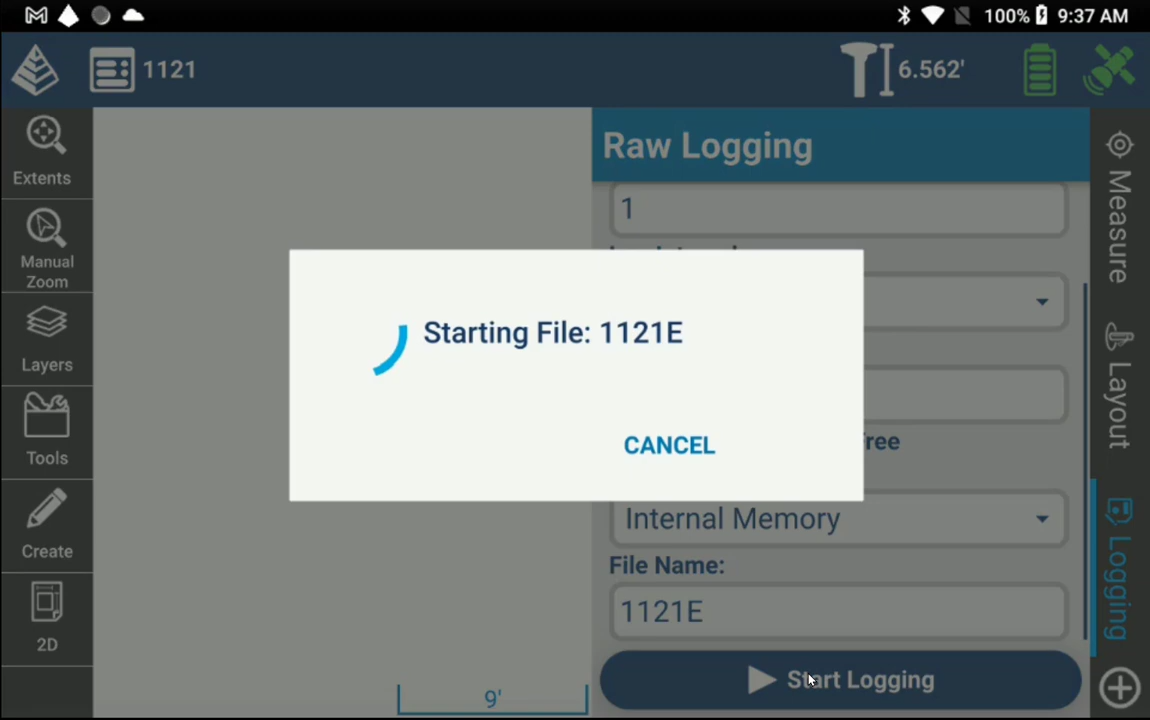 100% 9:37 AM
1121
6.562'
Extents
Manual
Zoom
Layers
Tools
Create
2D
9'
Raw Logging
1
Starting File: 1121E
CANCEL
Free
Internal Memory
File Name:
1121E
Start Logging
Measure
Layout
Logging